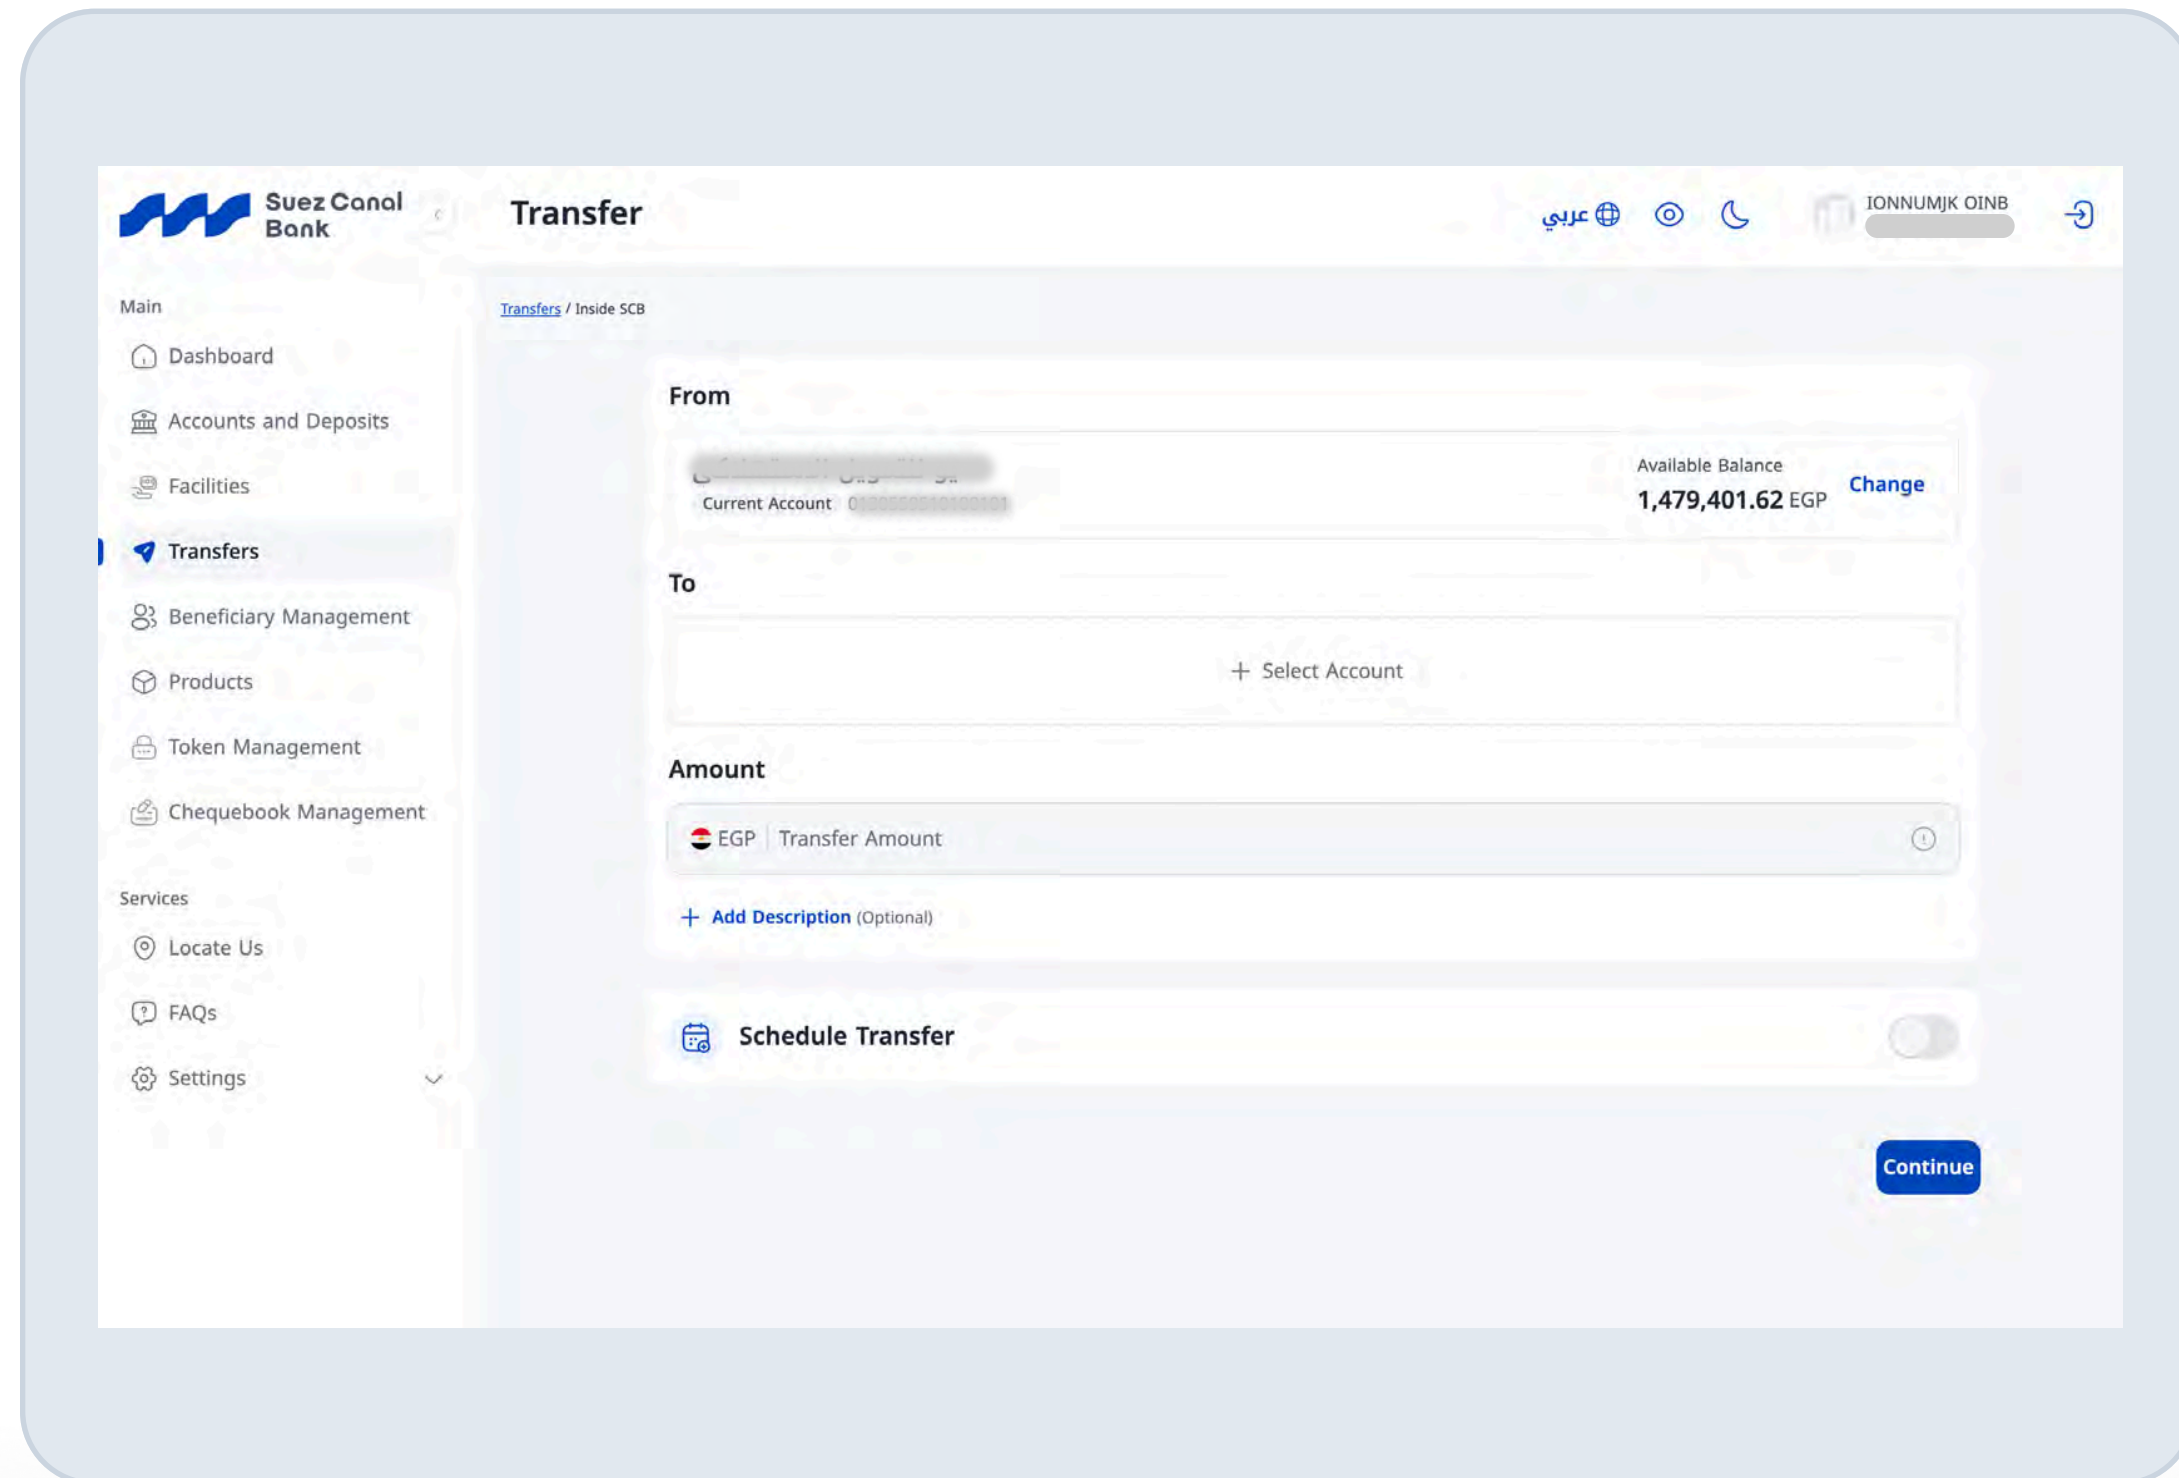 Suez Canal
Bank
Transfer
عربي
IONNUMJK OINB
Main
Dashboard
Accounts and Deposits
Facilities
Transfers
Beneficiary Management
Products
Token Management
Chequebook Management
Services
Locate Us
FAQs
Settings
Transfers / Inside SCB
From
Current Account
Available Balance
1,479,401.62 EGP
Change
To
+ Select Account
Amount
EGP Transfer Amount
+ Add Description (Optional)
Schedule Transfer
Continue